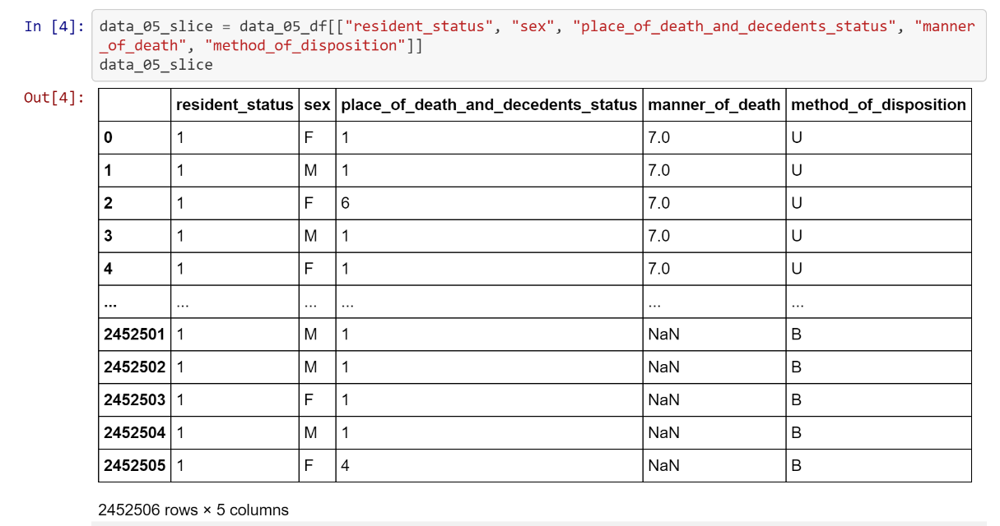 In [4]: data_05_slice = data_05_df[["resident_status", "sex", "place_of_death_and_decedents_status", "manner
_of_death", "method_of_disposition"]]
data_05_slice
Out[4]:
resident_status sex place_of_death_and_decedents_status manner_of_death method_of_disposition
0 1 F 1 7.0 U
1 1 M 1 7.0 U
2 1 F 6 7.0 U
3 1 M 1 7.0 U
4 1 F 1 7.0 U
... ... ... ... ... ...
2452501 1 M 1 NaN B
2452502 1 M 1 NaN B
2452503 1 F 1 NaN B
2452504 1 M 1 NaN B
2452505 1 F 4 NaN B
2452506 rows × 5 columns